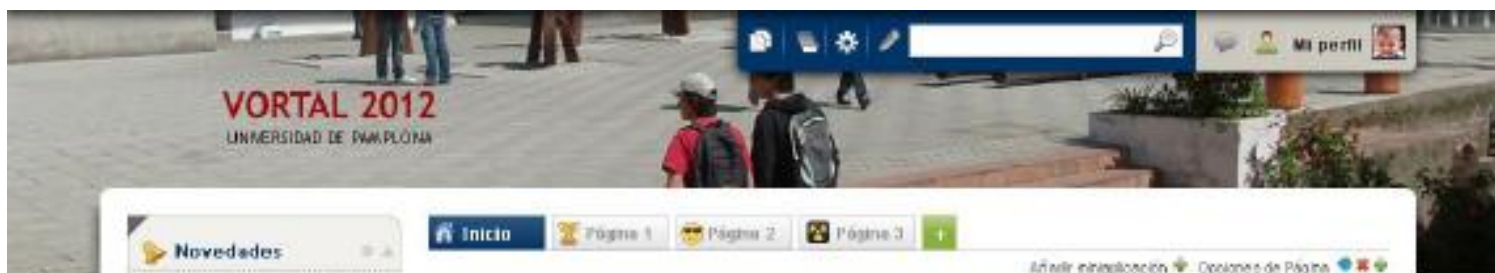 Mi perfil
VORTAL 2012
UNIVERSIDAD DE PAMPLONA
Inicio
Página 1
Página 2
Página 3
+
Novedades
Añadir miniaplicación
Opciones de Página